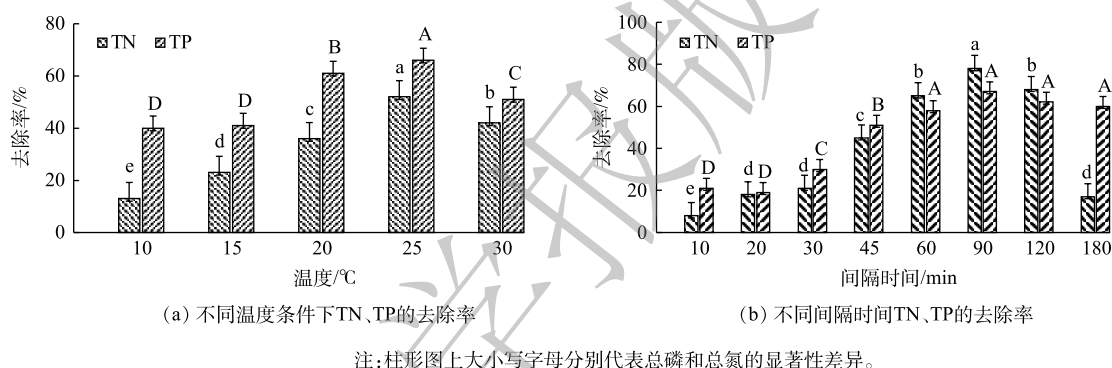 80
60
40
20
0
去除率/%
TN TP
e D
d D
c B
a A
b C
10 15 20 25 30
温度/℃
(a) 不同温度条件下TN、TP的去除率
100
80
60
40
20
0
去除率/%
TN TP
e D
d D
d C
c B
b A
a A
b A
d A
10 20 30 45 60 90 120 180
间隔时间/min
(b) 不同间隔时间TN、TP的去除率
注:柱形图上大小写字母分别代表总磷和总氮的显著性差异。
学报版